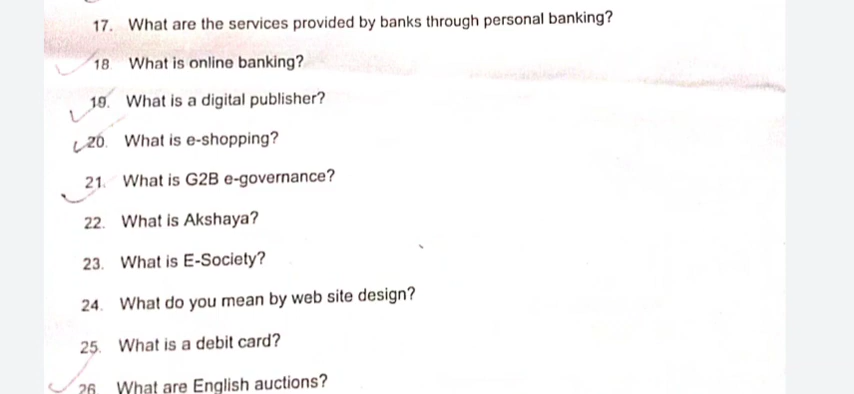 17. What are the services provided by banks through personal banking?
18 What is online banking?
19. What is a digital publisher?
20. What is e-shopping?
21. What is G2B e-governance?
22. What is Akshaya?
23. What is E-Society?
24. What do you mean by web site design?
25. What is a debit card?
26 What are English auctions?